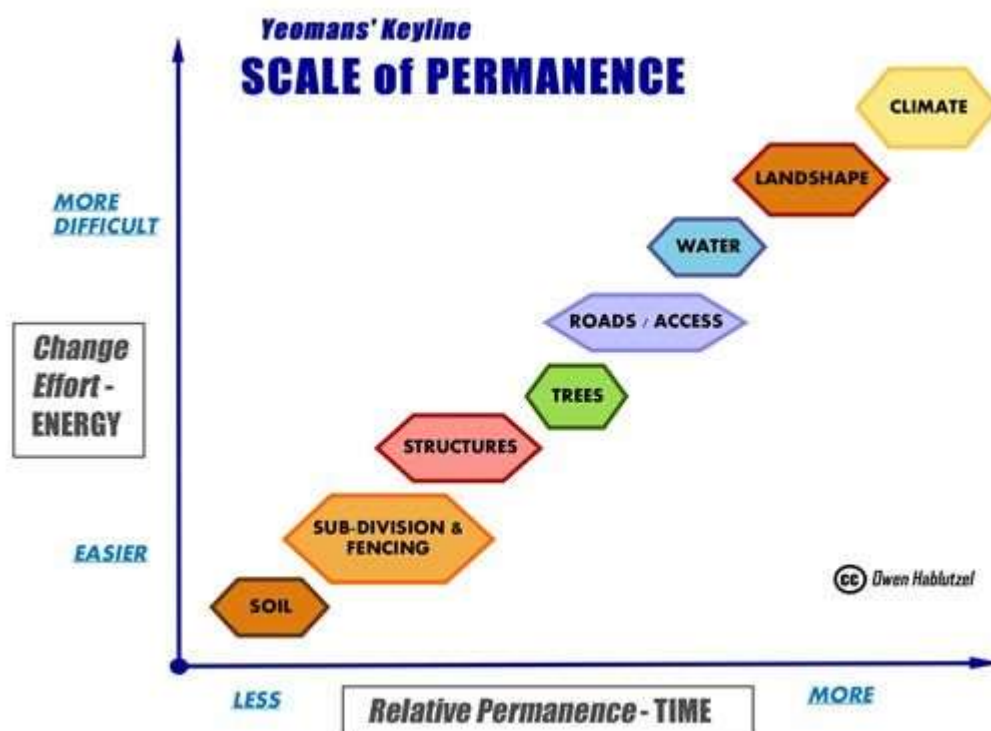 Yeomans' Keyline
SCALE of PERMANENCE
CLIMATE
LANDSHAPE
MORE
DIFFICULT
WATER
ROADS / ACCESS
Change
Effort -
ENERGY
TREES
STRUCTURES
SUB-DIVISION &
FENCING
EASIER
cc Owen Hablutzel
SOIL
LESS
Relative Permanence - TIME
MORE